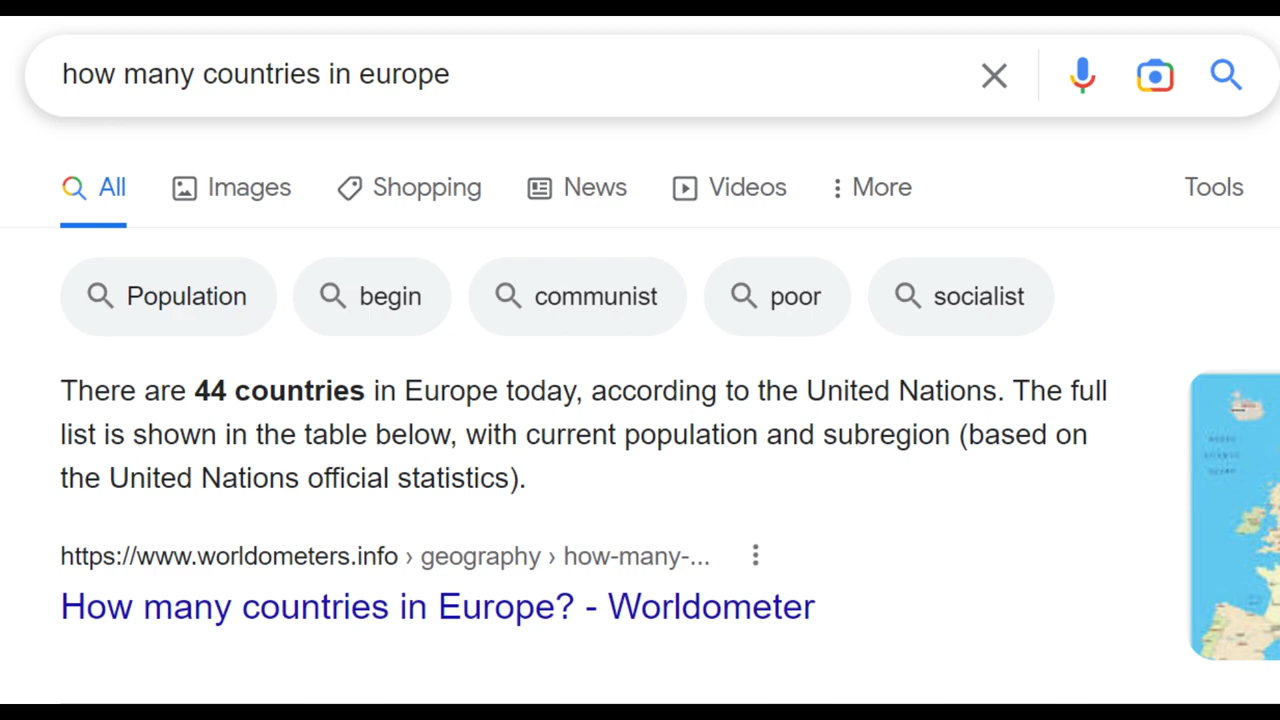 how many countries in europe
All Images Shopping News Videos More Tools
Population begin communist poor socialist
There are 44 countries in Europe today, according to the United Nations. The full
list is shown in the table below, with current population and subregion (based on
the United Nations official statistics).
https://www.worldometers.info › geography › how-many-...
How many countries in Europe? - Worldometer